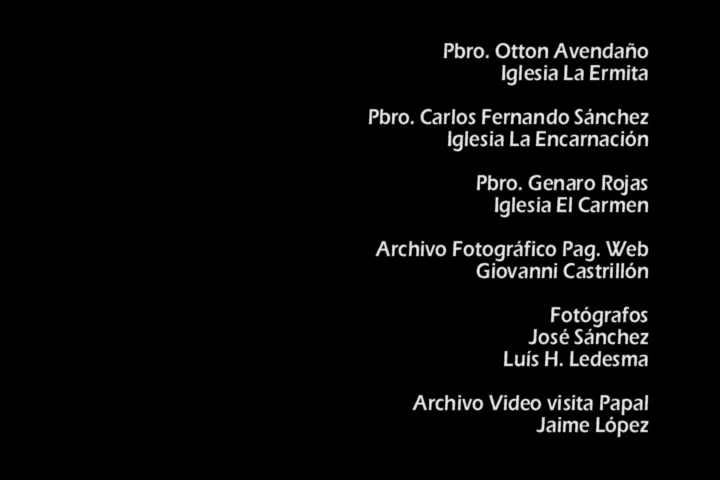 Pbro. Otton Avendaño
Iglesia La Ermita
Pbro. Carlos Fernando Sánchez
Iglesia La Encarnación
Pbro. Genaro Rojas
Iglesia El Carmen
Archivo Fotográfico Pag. Web
Giovanni Castrillón
Fotógrafos
José Sánchez
Luís H. Ledesma
Archivo Video visita Papal
Jaime López